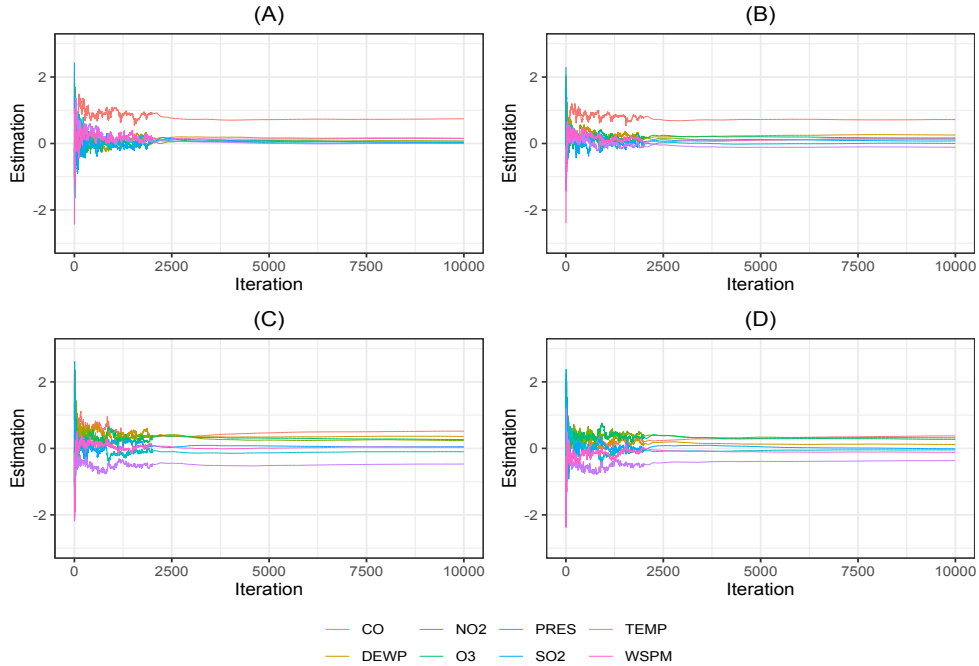 (A)
(B)
Estimation
2
0
-2
0
2500
5000
7500
10000
Iteration
Estimation
2
0
-2
0
2500
5000
7500
10000
Iteration
(C)
(D)
Estimation
2
0
-2
0
2500
5000
7500
10000
Iteration
Estimation
2
0
-2
0
2500
5000
7500
10000
Iteration
CO
NO2
PRES
TEMP
DEWP
O3
SO2
WSPM